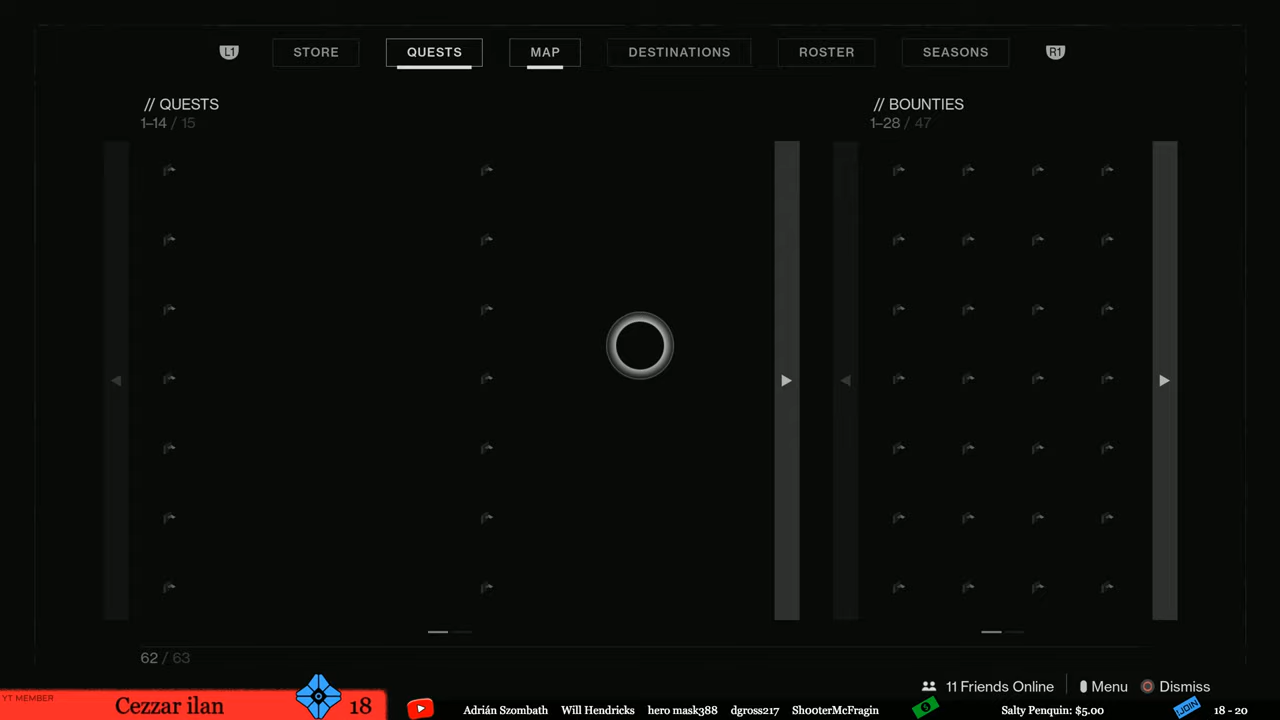 L1 STORE QUESTS MAP DESTINATIONS ROSTER SEASONS R1
// QUESTS
1–14 / 15
// BOUNTIES
1–28 / 47
62 / 63
11 Friends Online Menu Dismiss
YT MEMBER
Cezzar ilan 18
Adrián Szombath Will Hendricks hero mask388 dgross217 Sh0oterMcFragin Salty Penquin: $5.00 JOIN 18 - 20